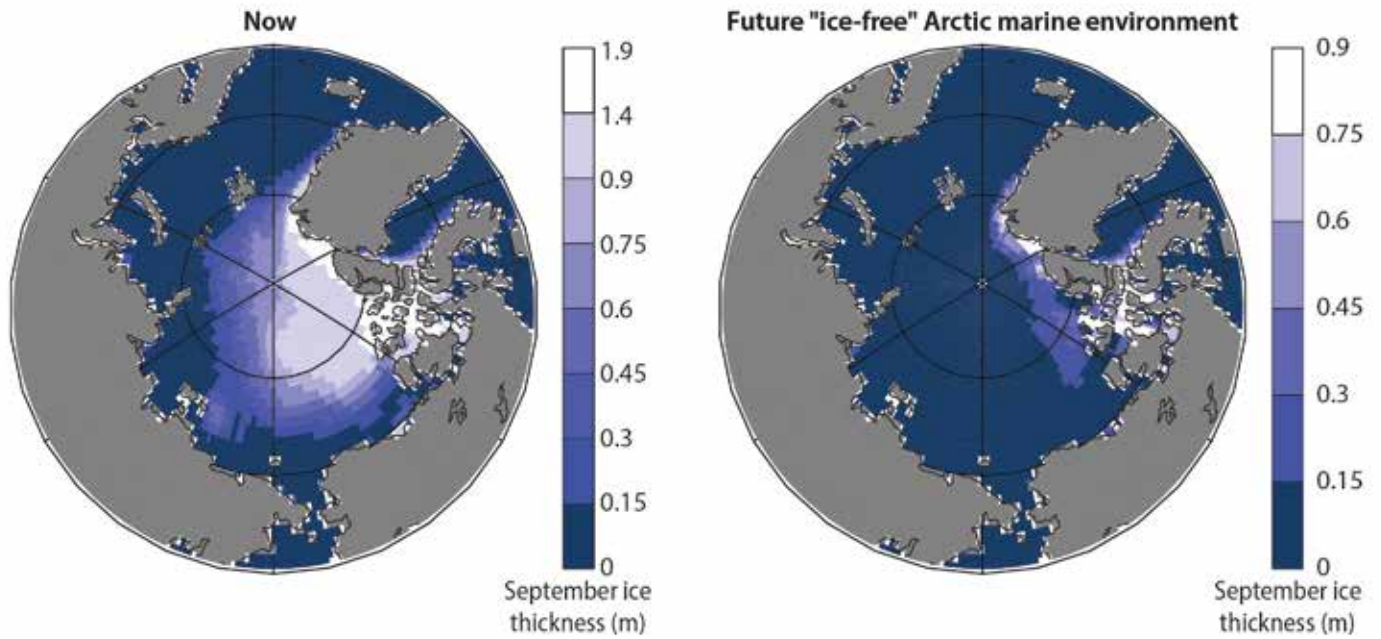 Now
1.9
1.4
0.9
0.75
0.6
0.45
0.3
0.15
0
September ice
thickness (m)
Future "ice-free" Arctic marine environment
0.9
0.75
0.6
0.45
0.3
0.15
0
September ice
thickness (m)